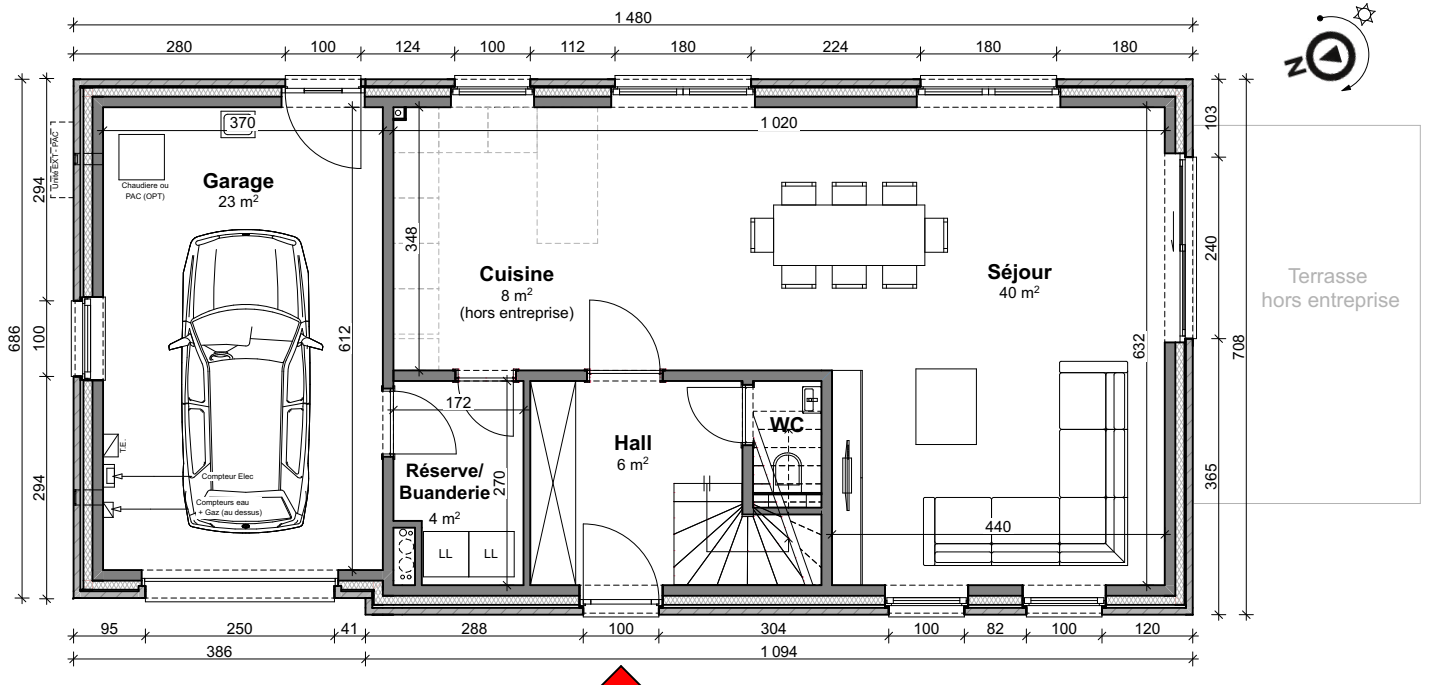 1 480
280 100 124 100 112 180 224 180 180
N
370
1 020
103
Unité EXT - PAC
Chaudiere ou
PAC (OPT)
Garage
23 m²
294
348
240
Cuisine
8 m²
(hors entreprise)
Séjour
40 m²
Terrasse
hors entreprise
686
100
612
632
708
172
WC
Hall
6 m²
T.E.
Réserve/
Buanderie
4 m²
270
Compteur Elec
Compteurs eau
+ Gaz (au dessus)
294
365
440
LL LL
95 250 41 288 100 304 100 82 100 120
386 1 094